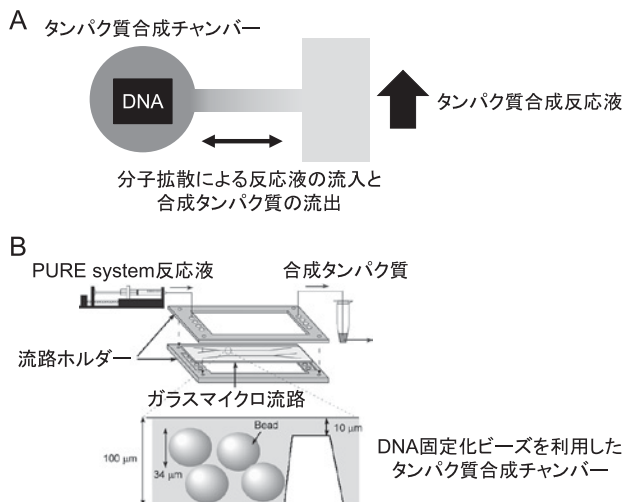 A
タンパク質合成チャンバー
DNA
タンパク質合成反応液
分子拡散による反応液の流入と
合成タンパク質の流出
B
PURE system反応液
合成タンパク質
流路ホルダー
ガラスマイクロ流路
Bead
10 μm
100 μm
34 μm
DNA固定化ビーズを利用した
タンパク質合成チャンバー